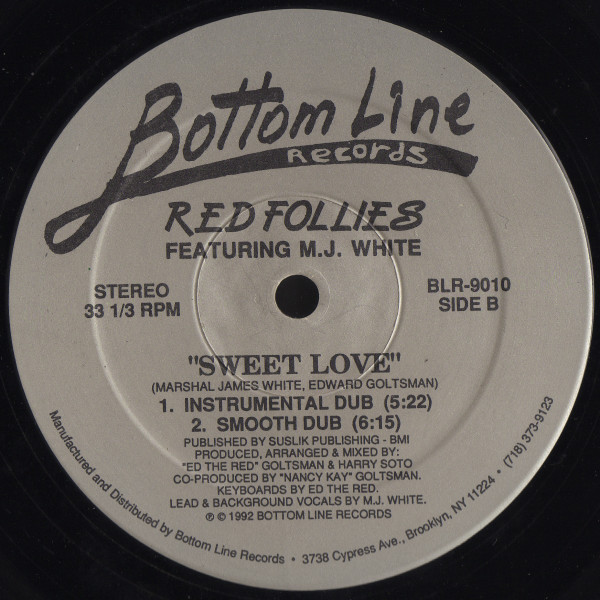 Bottom Line
Records
RED FOLLIES
FEATURING M.J. WHITE
STEREO
33 1/3 RPM
BLR-9010
SIDE B
"SWEET LOVE"
(MARSHAL JAMES WHITE, EDWARD GOLTSMAN)
1. INSTRUMENTAL DUB (5:22)
2. SMOOTH DUB (6:15)
PUBLISHED BY SUSLIK PUBLISHING - BMI
PRODUCED, ARRANGED & MIXED BY:
"ED THE RED" GOLTSMAN & HARRY SOTO
CO-PRODUCED BY "NANCY KAY" GOLTSMAN.
KEYBOARDS BY ED THE RED.
LEAD & BACKGROUND VOCALS BY M.J. WHITE.
℗ © 1992 BOTTOM LINE RECORDS
Manufactured and Distributed by Bottom Line Records • 3738 Cypress Ave., Brooklyn, NY 11224 • (718) 373-9123